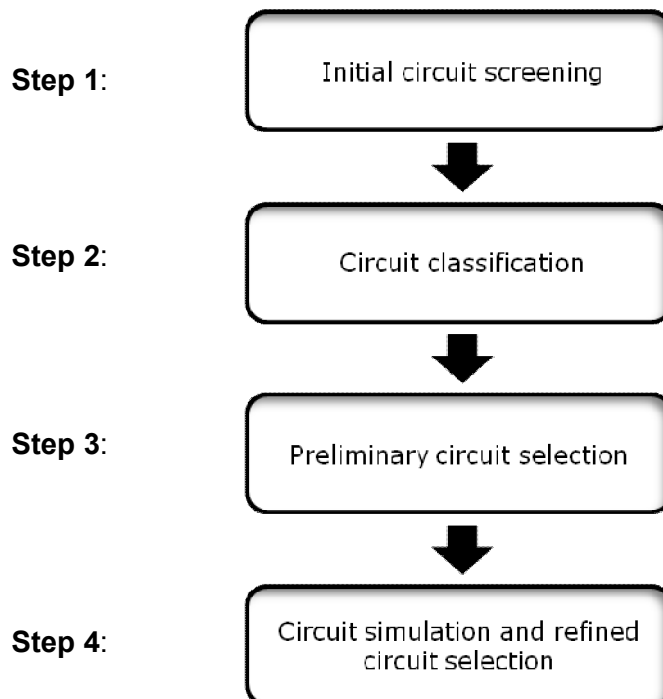 Step 1: Initial circuit screening
Step 2: Circuit classification
Step 3: Preliminary circuit selection
Step 4: Circuit simulation and refined
circuit selection